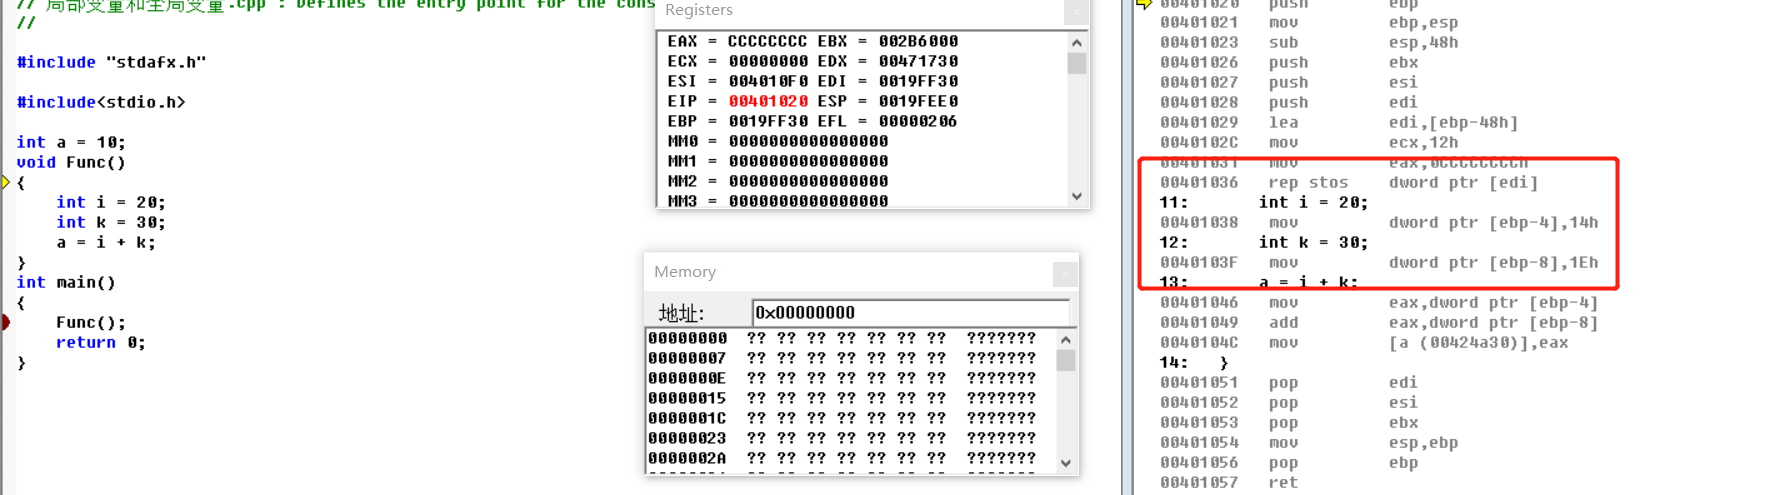 // 局部变量和全局变量.cpp : Defines the entry point for the cons
//
#include "stdafx.h"
#include<stdio.h>
int a = 10;
void Func()
{
int i = 20;
int k = 30;
a = i + k;
}
int main()
{
Func();
return 0;
}
Registers
EAX = CCCCCCCC EBX = 002B6000
ECX = 00000000 EDX = 00471730
ESI = 004010F0 EDI = 0019FF30
EIP = 00401020 ESP = 0019FEE0
EBP = 0019FF30 EFL = 00000206
MM0 = 0000000000000000
MM1 = 0000000000000000
MM2 = 0000000000000000
MM3 = 0000000000000000
Memory
地址: 0x00000000
00000000 ?? ?? ?? ?? ?? ?? ?? ???????
00000007 ?? ?? ?? ?? ?? ?? ?? ???????
0000000E ?? ?? ?? ?? ?? ?? ?? ???????
00000015 ?? ?? ?? ?? ?? ?? ?? ???????
0000001C ?? ?? ?? ?? ?? ?? ?? ???????
00000023 ?? ?? ?? ?? ?? ?? ?? ???????
0000002A ?? ?? ?? ?? ?? ?? ?? ???????
00401020 push ebp
00401021 mov ebp,esp
00401023 sub esp,48h
00401026 push ebx
00401027 push esi
00401028 push edi
00401029 lea edi,[ebp-48h]
0040102C mov ecx,12h
00401031 mov eax,0CCCCCCCCh
00401036 rep stos dword ptr [edi]
11: int i = 20;
00401038 mov dword ptr [ebp-4],14h
12: int k = 30;
0040103F mov dword ptr [ebp-8],1Eh
13: a = i + k;
00401046 mov eax,dword ptr [ebp-4]
00401049 add eax,dword ptr [ebp-8]
0040104C mov [a (00424a30)],eax
14: }
00401051 pop edi
00401052 pop esi
00401053 pop ebx
00401054 mov esp,ebp
00401056 pop ebp
00401057 ret